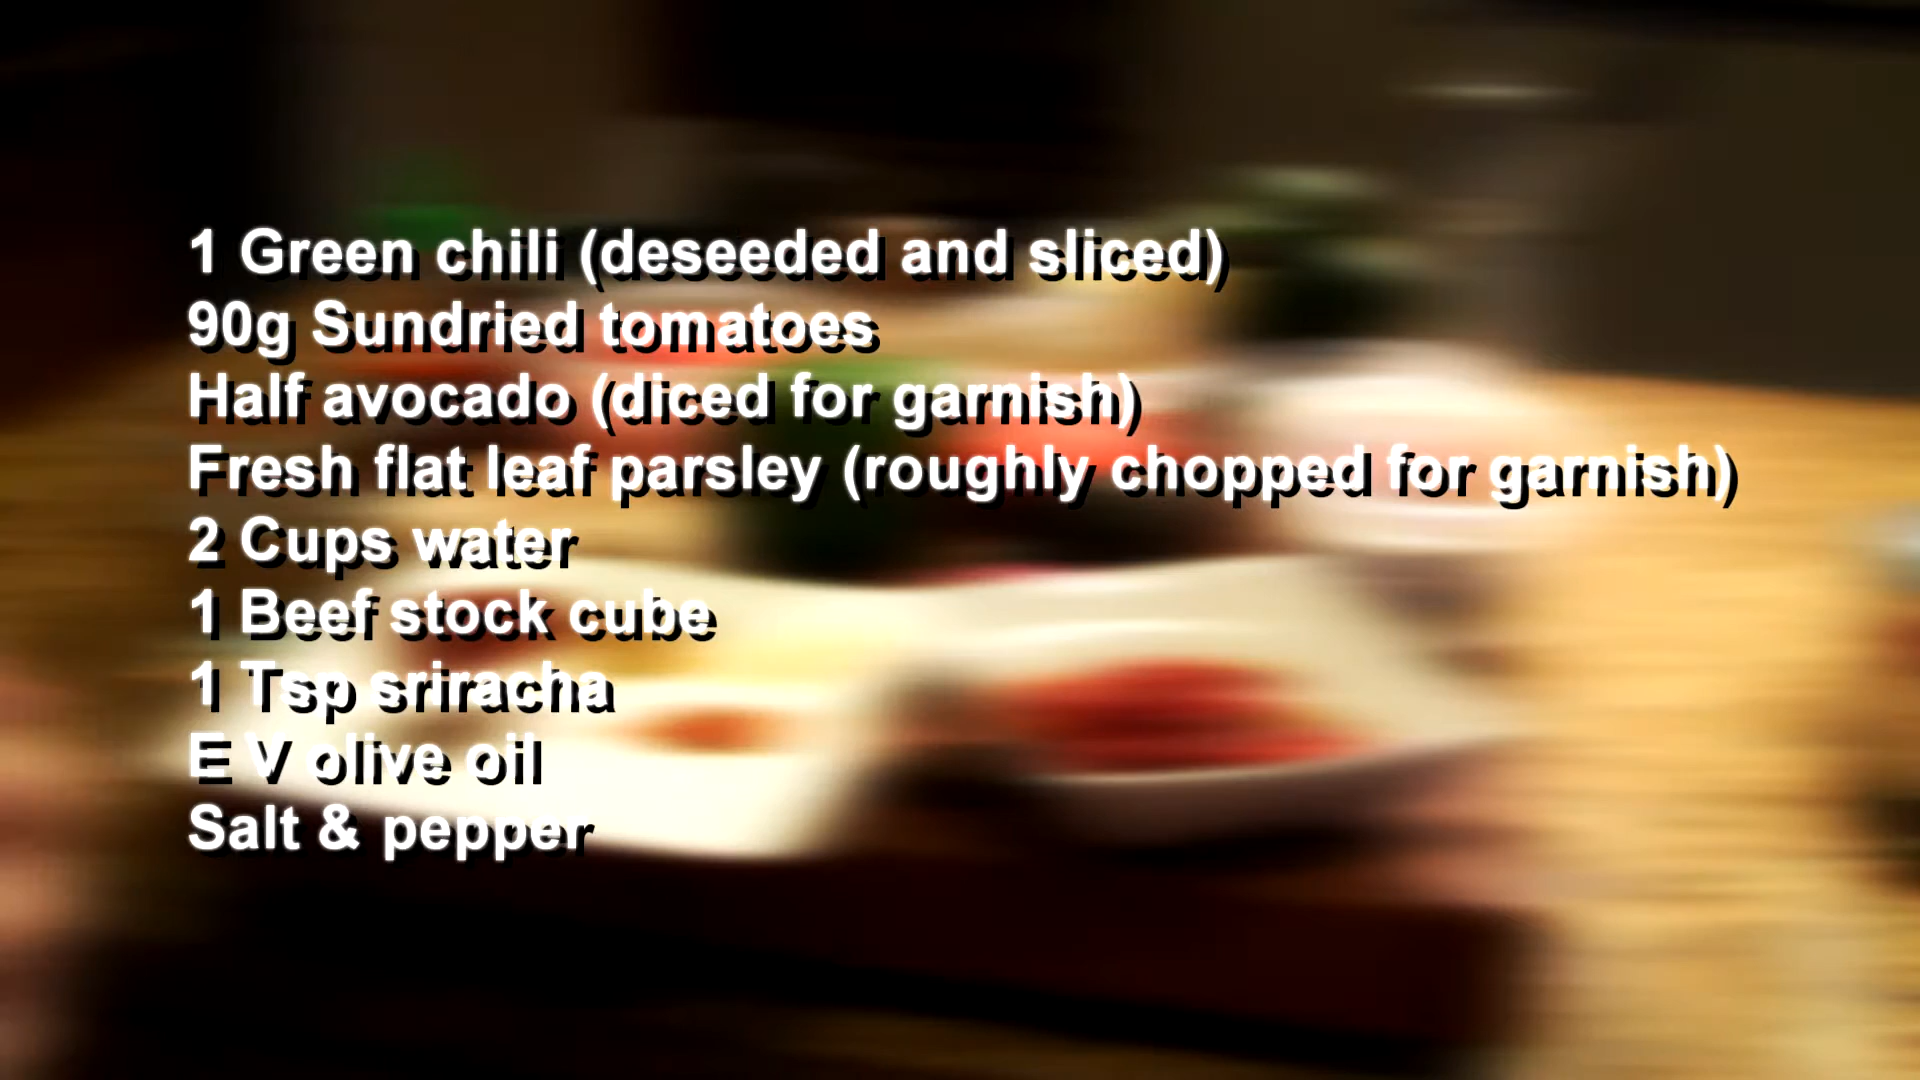 1 Green chili (deseeded and sliced)
90g Sundried tomatoes
Half avocado (diced for garnish)
Fresh flat leaf parsley (roughly chopped for garnish)
2 Cups water
1 Beef stock cube
1 Tsp sriracha
E V olive oil
Salt & pepper